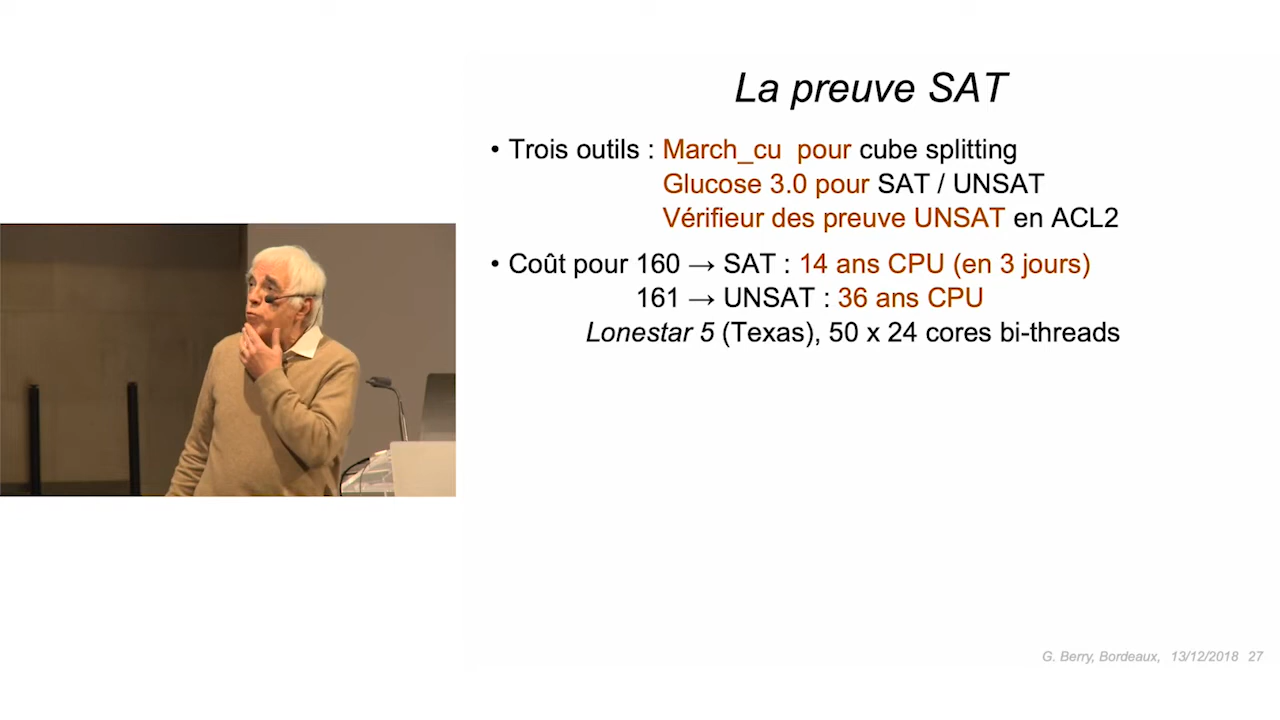 La preuve SAT
• Trois outils : March_cu pour cube splitting
Glucose 3.0 pour SAT / UNSAT
Vérifieur des preuve UNSAT en ACL2
• Coût pour 160 → SAT : 14 ans CPU (en 3 jours)
161 → UNSAT : 36 ans CPU
Lonestar 5 (Texas), 50 x 24 cores bi-threads
G. Berry, Bordeaux, 13/12/2018 27